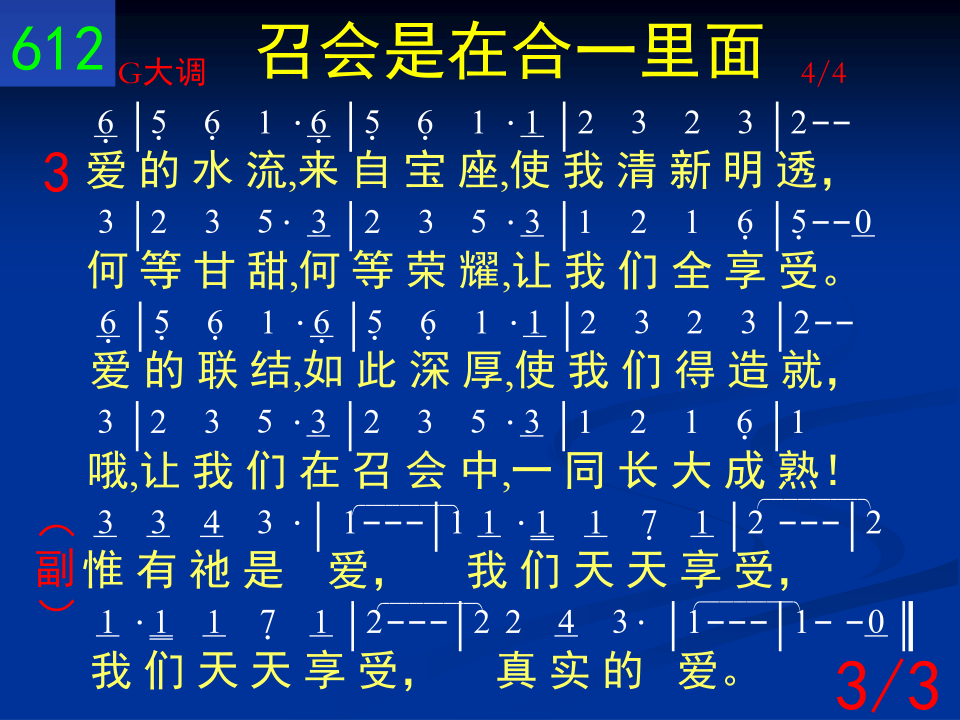 612 G大调 召会是在合一里面 4/4
6̣ | 5̣ 6̣ 1 · 6̣ | 5̣ 6̣ 1 · 1 | 2 3 2 3 | 2 - -
3 爱的水流,来自宝座,使我清新明透,
3 | 2 3 5 · 3 | 2 3 5 · 3 | 1 2 1 6̣ | 5̣ - - 0
何等甘甜,何等荣耀,让我们全享受。
6̣ | 5̣ 6̣ 1 · 6̣ | 5̣ 6̣ 1 · 1 | 2 3 2 3 | 2 - -
爱的联结,如此深厚,使我们得造就,
3 | 2 3 5 · 3 | 2 3 5 · 3 | 1 2 1 6̣ | 1
哦,让我们在召会中,一同长大成熟!
3 3 4 3 · | 1 - - - | 1 1 · 1 1 7̣ 1 | 2 - - - | 2
(副) 惟有祂是 爱, 我们天天享受,
1 · 1 1 7̣ 1 | 2 - - - | 2 2 4 3 · | 1 - - - | 1 - - 0 ‖
我们天天享受, 真实的 爱。
3/3